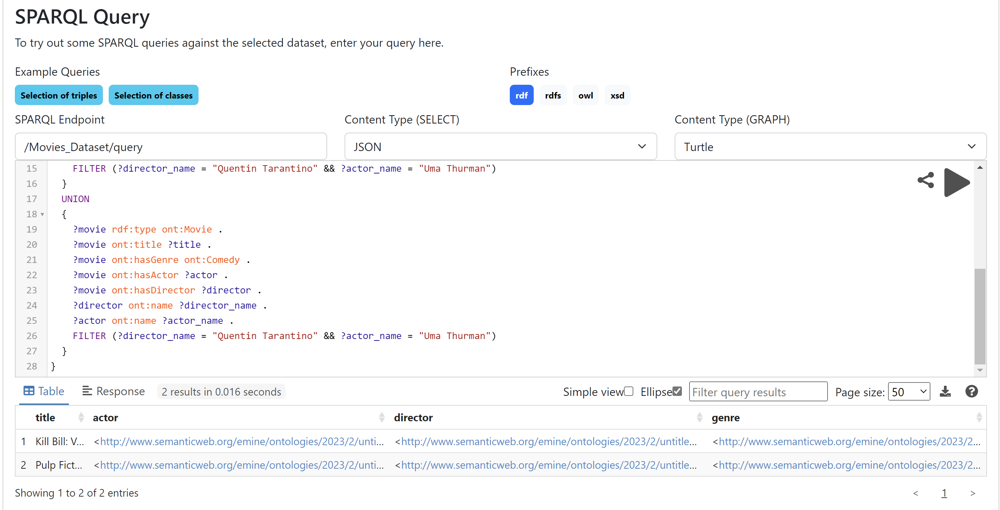 SPARQL Query
To try out some SPARQL queries against the selected dataset, enter your query here.
Example Queries
Selection of triples Selection of classes
Prefixes
rdf rdfs owl xsd
SPARQL Endpoint
/Movies_Dataset/query
Content Type (SELECT)
JSON
Content Type (GRAPH)
Turtle
15 FILTER (?director_name = "Quentin Tarantino" && ?actor_name = "Uma Thurman")
16 }
17 UNION
18 {
19 ?movie rdf:type ont:Movie .
20 ?movie ont:title ?title .
21 ?movie ont:hasGenre ont:Comedy .
22 ?movie ont:hasActor ?actor .
23 ?movie ont:hasDirector ?director .
24 ?director ont:name ?director_name .
25 ?actor ont:name ?actor_name .
26 FILTER (?director_name = "Quentin Tarantino" && ?actor_name = "Uma Thurman")
27 }
28 }
Table Response 2 results in 0.016 seconds Simple view Ellipse Filter query results Page size: 50
title actor director genre
1 Kill Bill: V... <http://www.semanticweb.org/emine/ontologies/2023/2/unti... <http://www.semanticweb.org/emine/ontologies/2023/2/untitle... <http://www.semanticweb.org/emine/ontologies/2023/2...
2 Pulp Fict... <http://www.semanticweb.org/emine/ontologies/2023/2/unti... <http://www.semanticweb.org/emine/ontologies/2023/2/untitle... <http://www.semanticweb.org/emine/ontologies/2023/2...
Showing 1 to 2 of 2 entries < 1 >